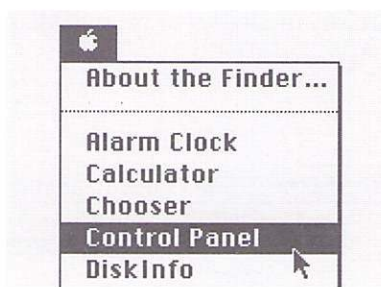 About the Finder...
Alarm Clock
Calculator
Chooser
Control Panel
DiskInfo